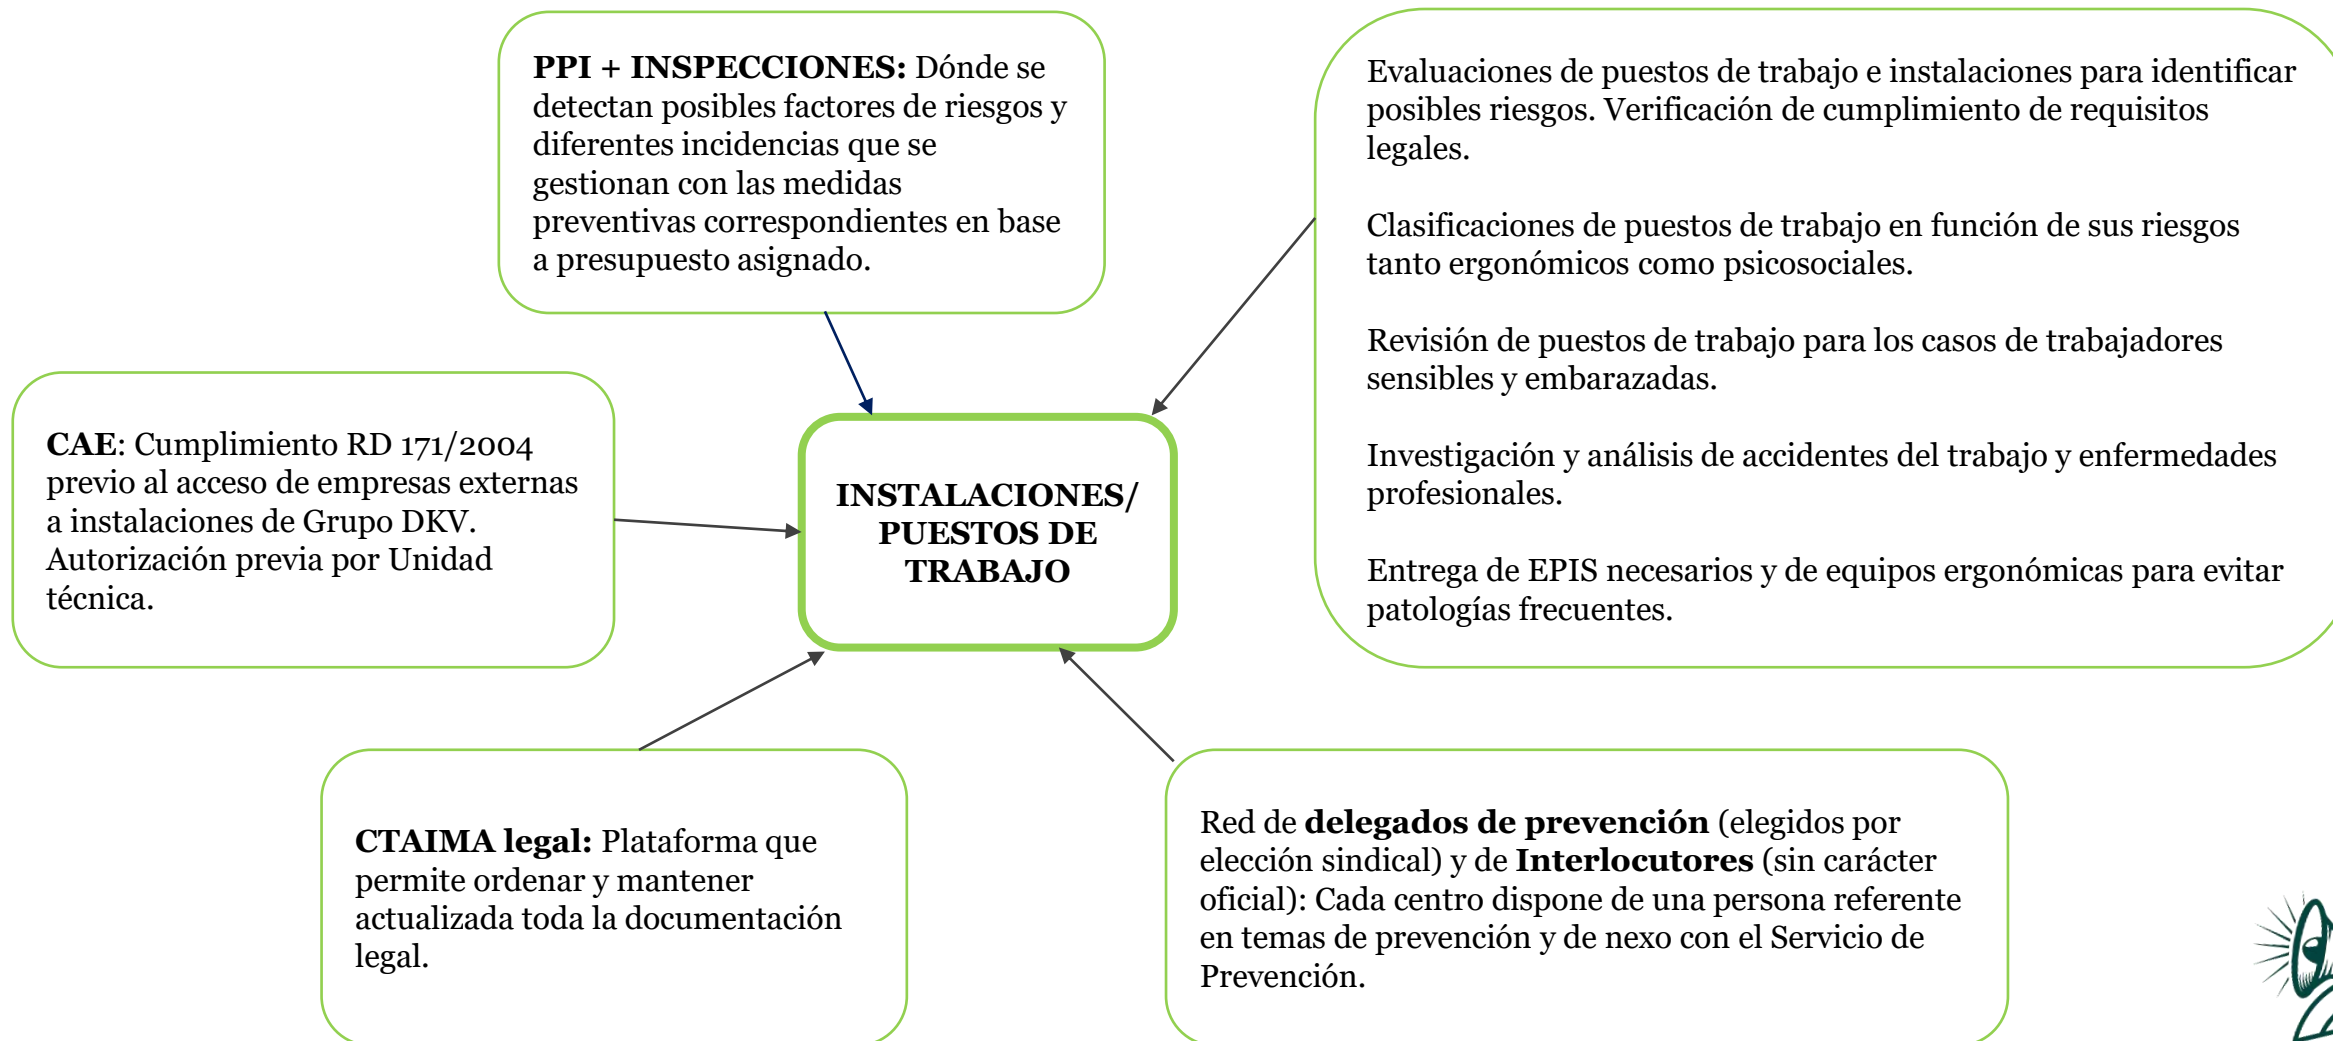 PPI + INSPECCIONES: Dónde se
detectan posibles factores de riesgos y
diferentes incidencias que se
gestionan con las medidas
preventivas correspondientes en base
a presupuesto asignado.
Evaluaciones de puestos de trabajo e instalaciones para identificar
posibles riesgos. Verificación de cumplimiento de requisitos
legales.
Clasificaciones de puestos de trabajo en función de sus riesgos
tanto ergonómicos como psicosociales.
Revisión de puestos de trabajo para los casos de trabajadores
sensibles y embarazadas.
Investigación y análisis de accidentes del trabajo y enfermedades
profesionales.
Entrega de EPIS necesarios y de equipos ergonómicas para evitar
patologías frecuentes.
CAE: Cumplimiento RD 171/2004
previo al acceso de empresas externas
a instalaciones de Grupo DKV.
Autorización previa por Unidad
técnica.
INSTALACIONES/
PUESTOS DE
TRABAJO
CTAIMA legal: Plataforma que
permite ordenar y mantener
actualizada toda la documentación
legal.
Red de delegados de prevención (elegidos por
elección sindical) y de Interlocutores (sin carácter
oficial): Cada centro dispone de una persona referente
en temas de prevención y de nexo con el Servicio de
Prevención.